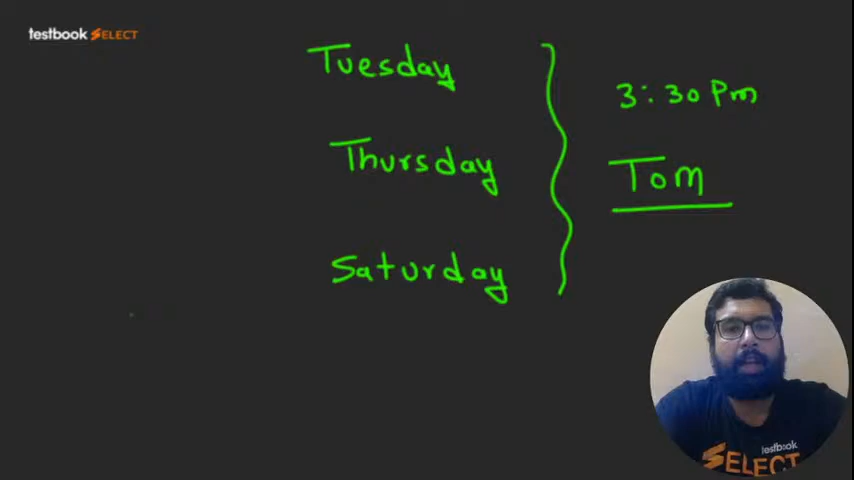 testbook SELECT
Tuesday
3:30 Pm
Thursday
Tom
Saturday
testbook
SELECT